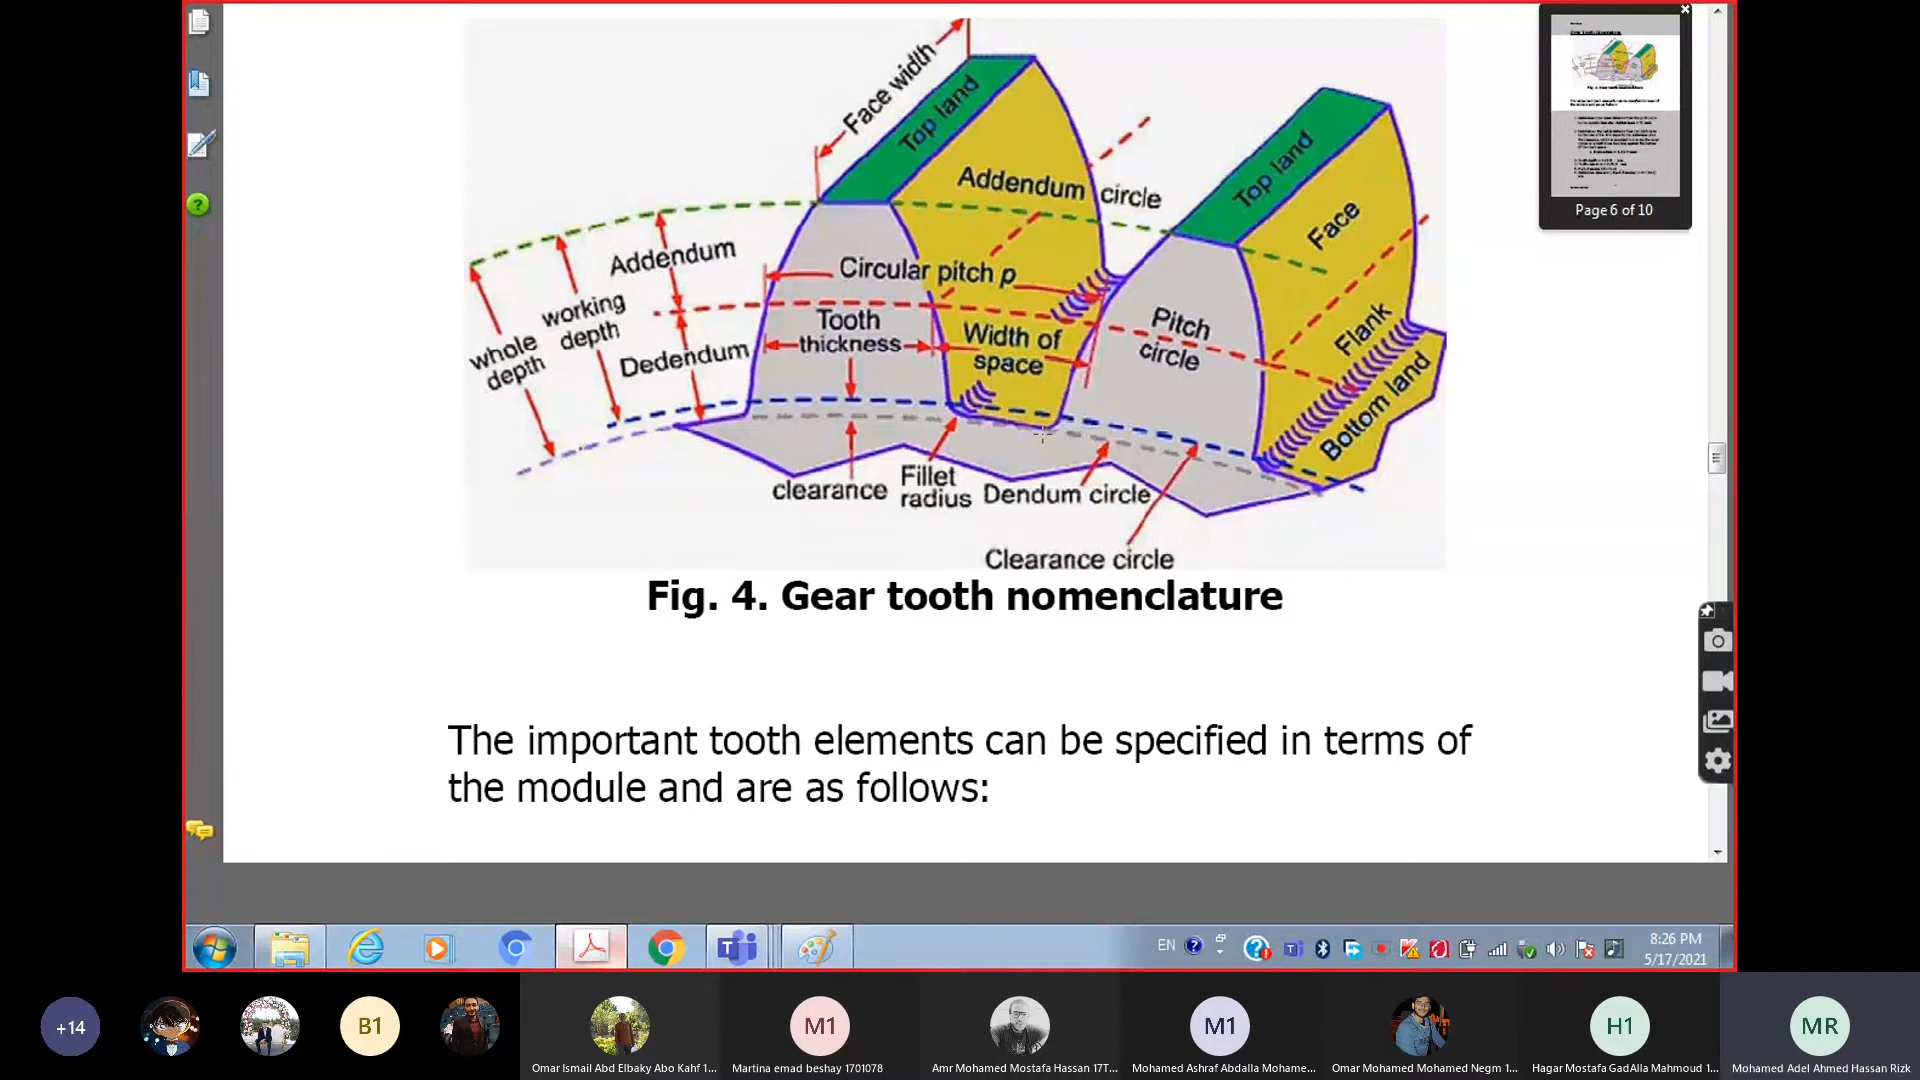 Face width
Top land
Addendum circle
Top land
Face
Addendum
Circular pitch p
working
depth
whole
depth
Tooth
thickness
Width of
space
Pitch
circle
Flank
Dedendum
Bottom land
clearance
Fillet
radius
Dendum circle
Clearance circle
Fig. 4. Gear tooth nomenclature
The important tooth elements can be specified in terms of
the module and are as follows:
Page 6 of 10
EN
8:26 PM
5/17/2021
+14
B1
M1
M1
H1
MR
Omar Ismail Abd Elbaky Abo Kahf 1...
Martina emad beshay 1701078
Amr Mohamed Mostafa Hassan 17T...
Mohamed Ashraf Abdalla Mohame...
Omar Mohamed Mohamed Negm 1...
Hagar Mostafa GadAlla Mahmoud 1...
Mohamed Adel Ahmed Hassan Rizk